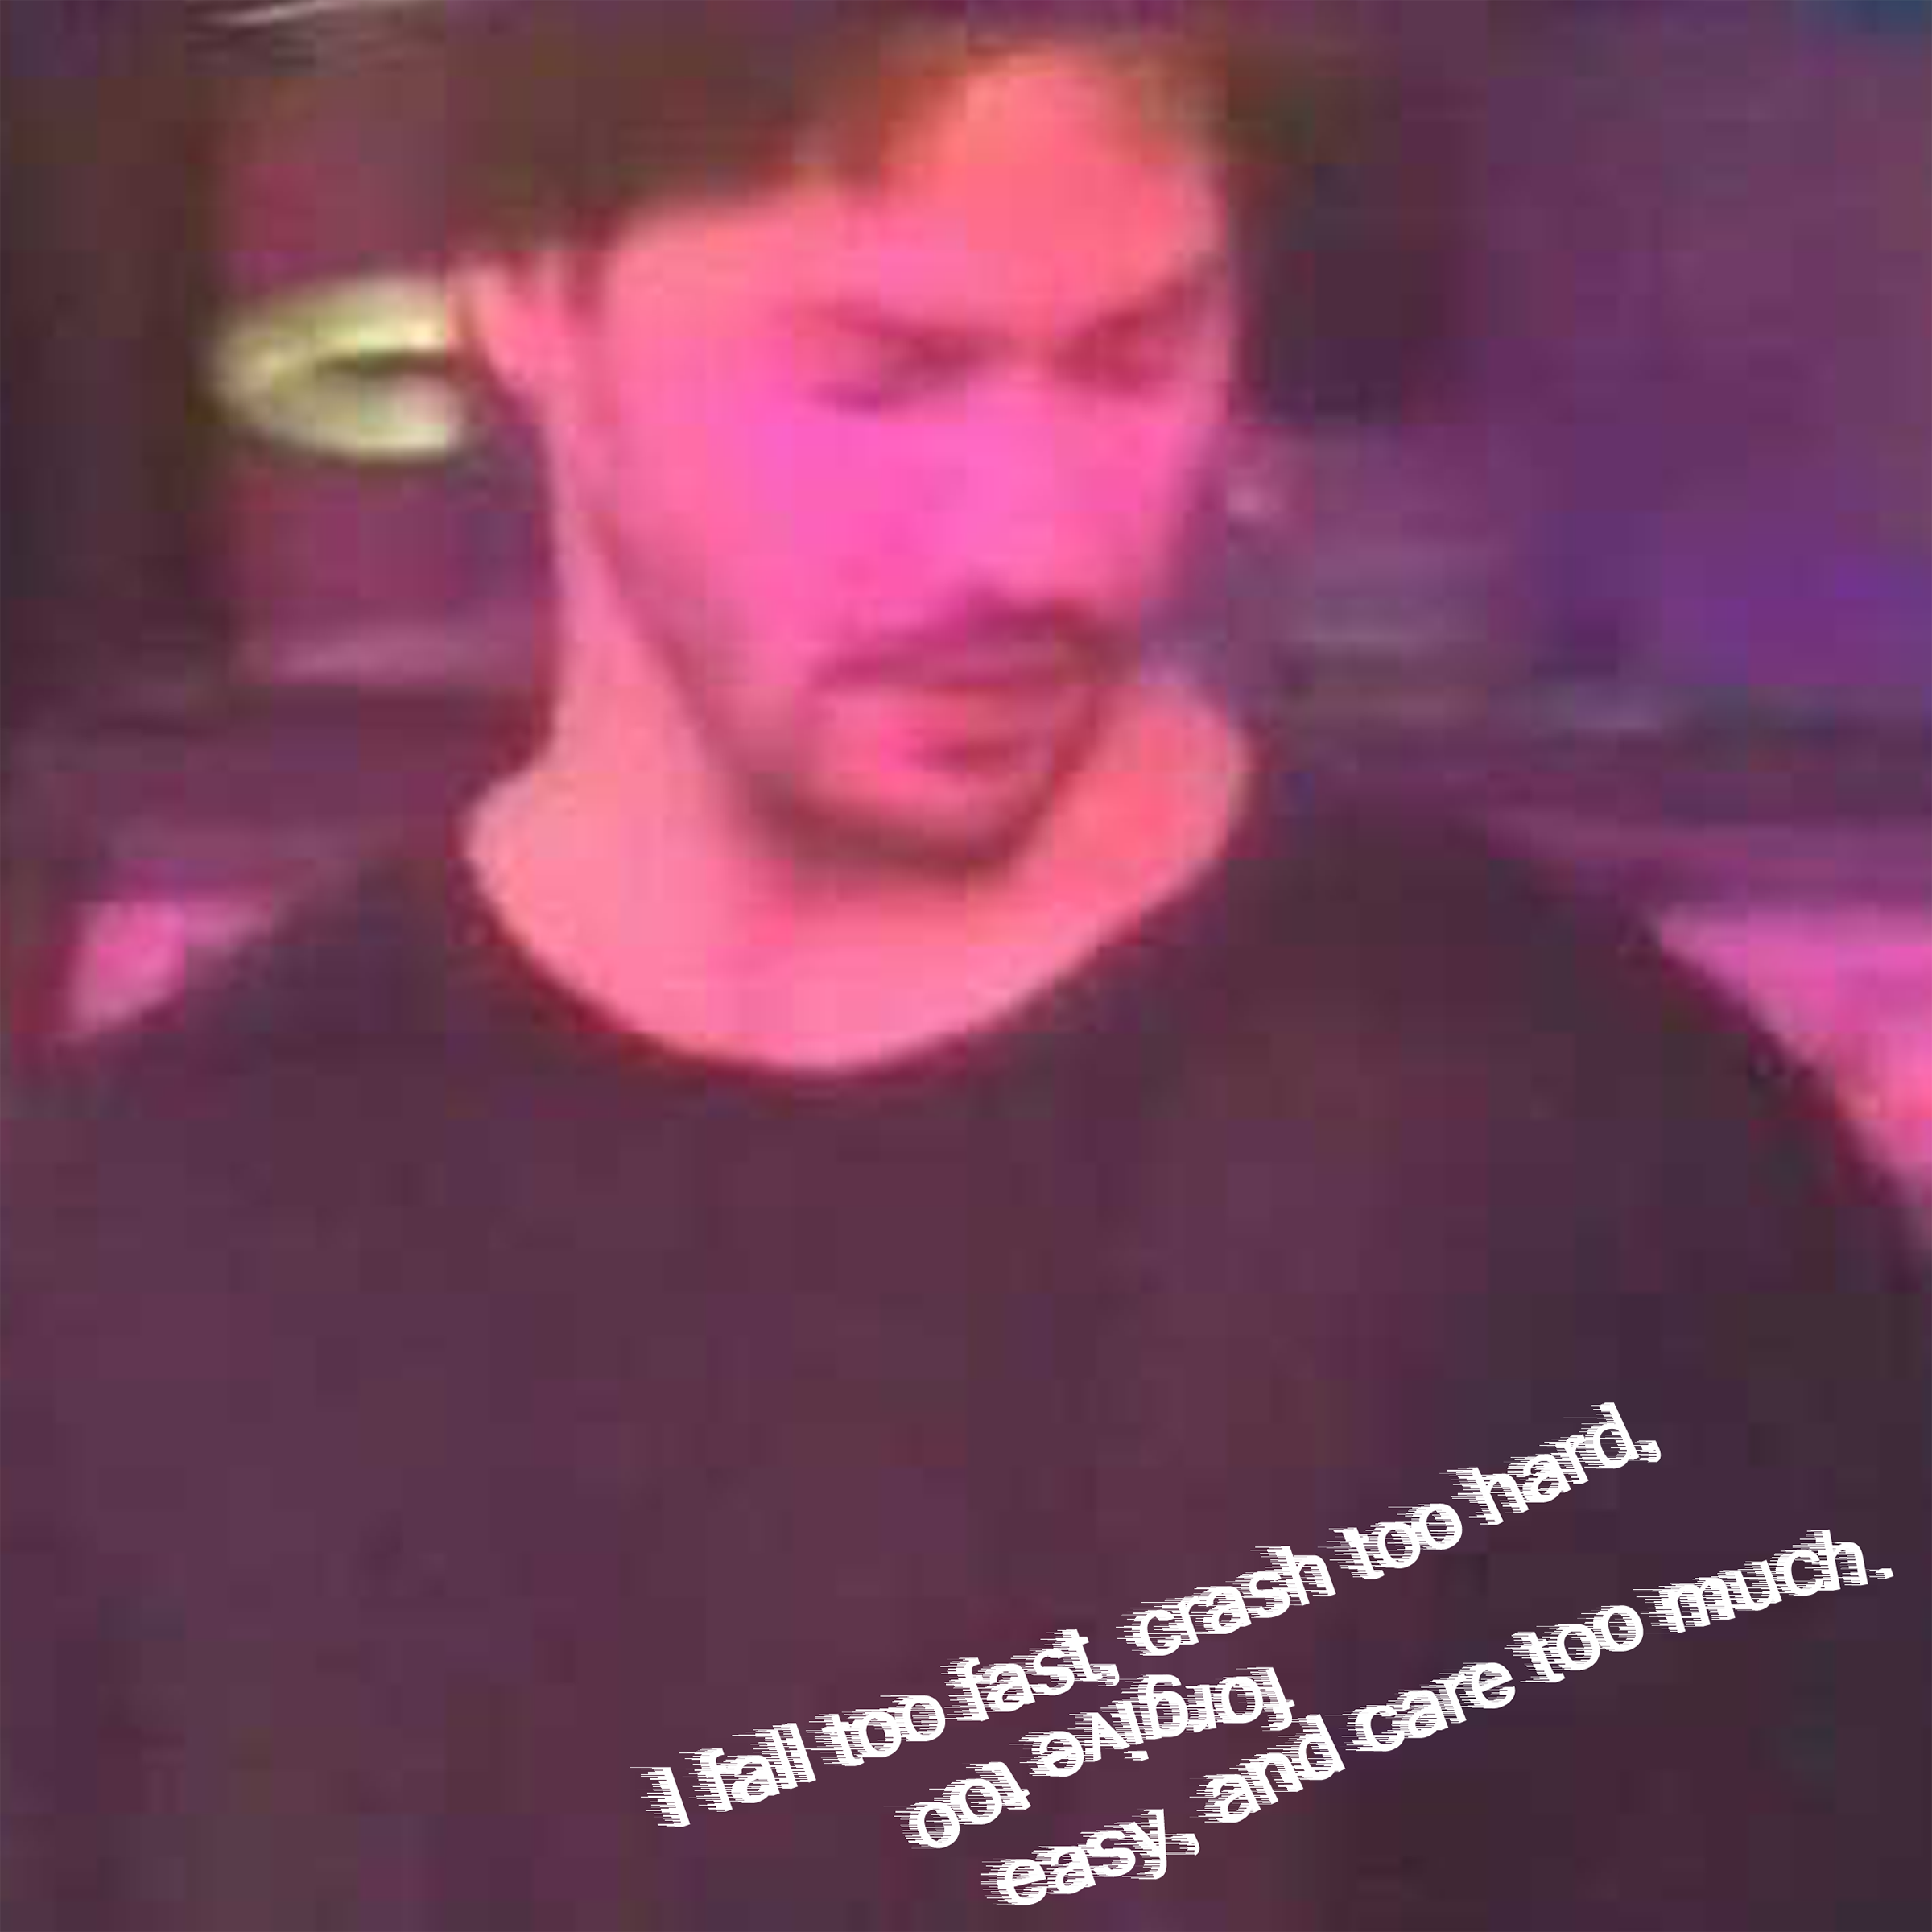 I fall too fast, crash too hard,
forgive too
easy, and care too much.